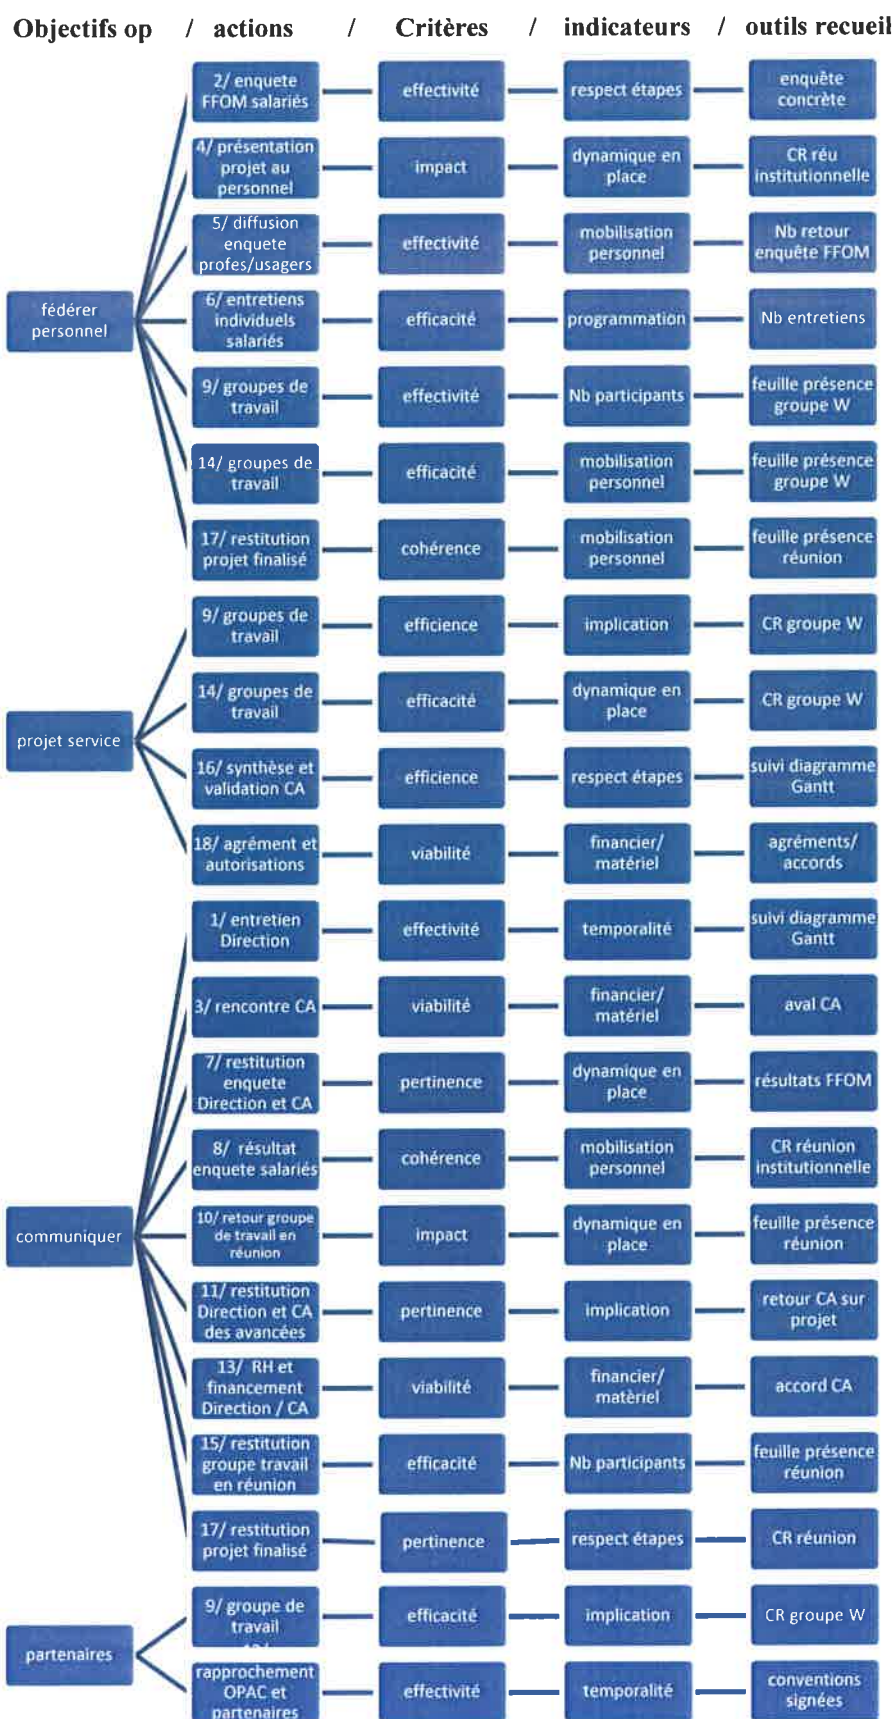 Objectifs op / actions / Critères / indicateurs / outils recueil
fédérer
personnel
2/ enquete
FFOM salariés
effectivité
respect étapes
enquête
concrète
4/ présentation
projet au
personnel
impact
dynamique en
place
CR réu
institutionnelle
5/ diffusion
enquete
profes/usagers
effectivité
mobilisation
personnel
Nb retour
enquête FFOM
6/ entretiens
individuels
salariés
efficacité
programmation
Nb entretiens
9/ groupes de
travail
effectivité
Nb participants
feuille présence
groupe W
14/ groupes de
travail
efficacité
mobilisation
personnel
feuille présence
groupe W
17/ restitution
projet finalisé
cohérence
mobilisation
personnel
feuille présence
réunion
projet service
9/ groupes de
travail
efficience
implication
CR groupe W
14/ groupes de
travail
efficacité
dynamique en
place
CR groupe W
16/ synthèse et
validation CA
efficience
respect étapes
suivi diagramme
Gantt
18/ agrément et
autorisations
viabilité
financier/
matériel
agréments/
accords
communiquer
1/ entretien
Direction
effectivité
temporalité
suivi diagramme
Gantt
3/ rencontre CA
viabilité
financier/
matériel
aval CA
7/ restitution
enquete
Direction et CA
pertinence
dynamique en
place
résultats FFOM
8/ résultat
enquete salariés
cohérence
mobilisation
personnel
CR réunion
institutionnelle
10/ retour groupe
de travail en
réunion
impact
dynamique en
place
feuille présence
réunion
11/ restitution
Direction et CA
des avancées
pertinence
implication
retour CA sur
projet
13/ RH et
financement
Direction / CA
viabilité
financier/
matèriel
accord CA
15/ restitution
groupe travail
en réunion
efficacité
Nb participants
feuille présence
réunion
17/ restitution
projet finalisé
pertinence
respect étapes
CR réunion
partenaires
9/ groupe de
travail
efficacité
implication
CR groupe W
rapprochement
OPAC et
partenaires
effectivité
temporalité
conventions
signées